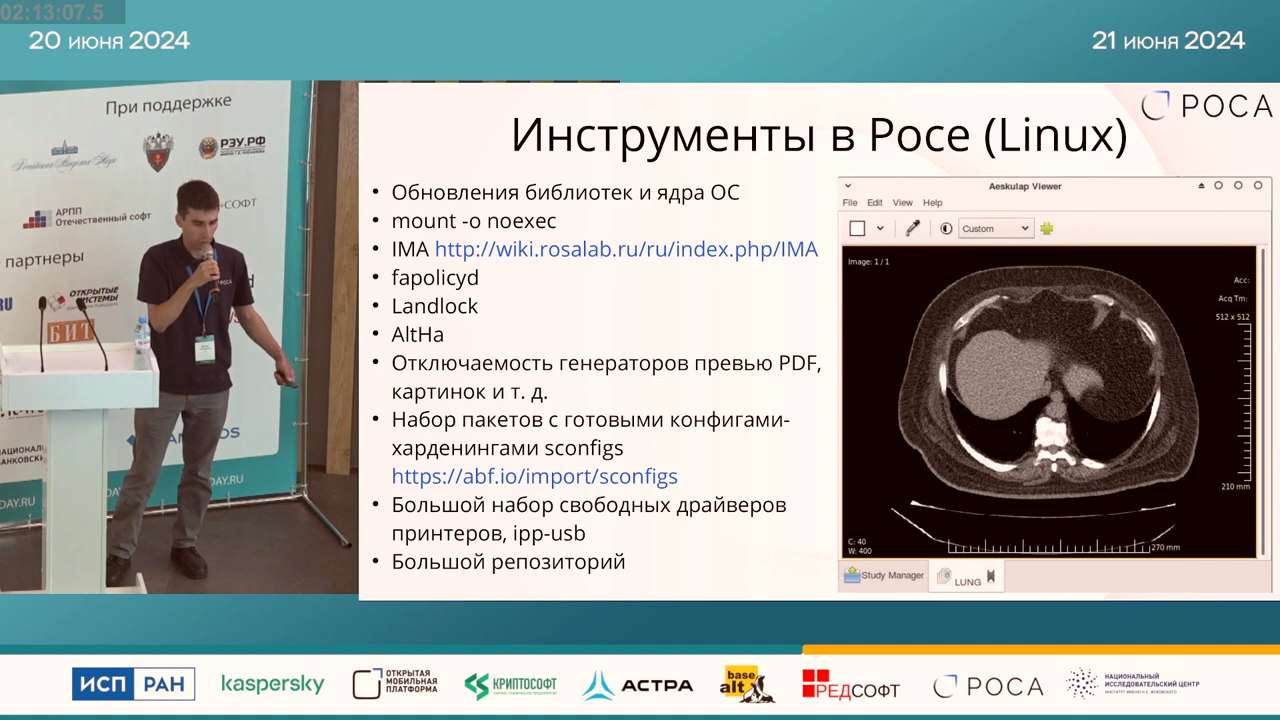 02:13:07.5
20 июня 2024
21 июня 2024
При поддержке
РЭУ.РФ
АРПП
Отечественный софт
партнеры
ОТКРЫТЫЕ
СИСТЕМЫ
БИТ
DAY.RU
DAY.RU
РОСА
Инструменты в Росе (Linux)
• Обновления библиотек и ядра ОС
• mount -o noexec
• IMA http://wiki.rosalab.ru/ru/index.php/IMA
• fapolicyd
• Landlock
• AltHa
• Отключаемость генераторов превью PDF,
картинок и т. д.
• Набор пакетов с готовыми конфигами-
харденингами sconfigs
https://abf.io/import/sconfigs
• Большой набор свободных драйверов
принтеров, ipp-usb
• Большой репозиторий
Aeskulap Viewer
File Edit View Help
Custom
Image: 1 / 1
Acc:
Acq Tm:
512 x 512
210 mm
C: 40
W: 400
270 mm
Study Manager
LUNG
ИСП РАН
kaspersky
ОТКРЫТАЯ
МОБИЛЬНАЯ
ПЛАТФОРМА
КРИПТОСОФТ
АСТРА
base
alt
РЕДСОФТ
РОСА
НАЦИОНАЛЬНЫЙ
ИССЛЕДОВАТЕЛЬСКИЙ ЦЕНТР